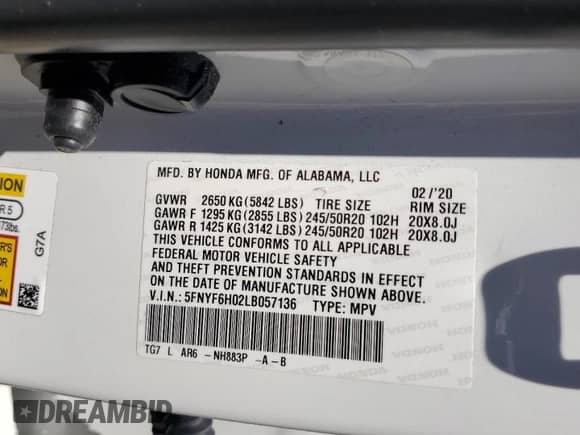 MFD. BY HONDA MFG. OF ALABAMA, LLC
02 /'20
GVWR 2650 KG (5842 LBS) TIRE SIZE RIM SIZE
GAWR F 1295 KG (2855 LBS) 245/50R20 102H 20X8.0J
GAWR R 1425 KG (3142 LBS) 245/50R20 102H 20X8.0J
THIS VEHICLE CONFORMS TO ALL APPLICABLE
FEDERAL MOTOR VEHICLE SAFETY
AND THEFT PREVENTION STANDARDS IN EFFECT
ON THE DATE OF MANUFACTURE SHOWN ABOVE.
V.I.N.: 5FNYF6H02LB057136 TYPE: MPV
TG7 L AR6 -NH883P -A-B
G7A
R 5
DREAMBID